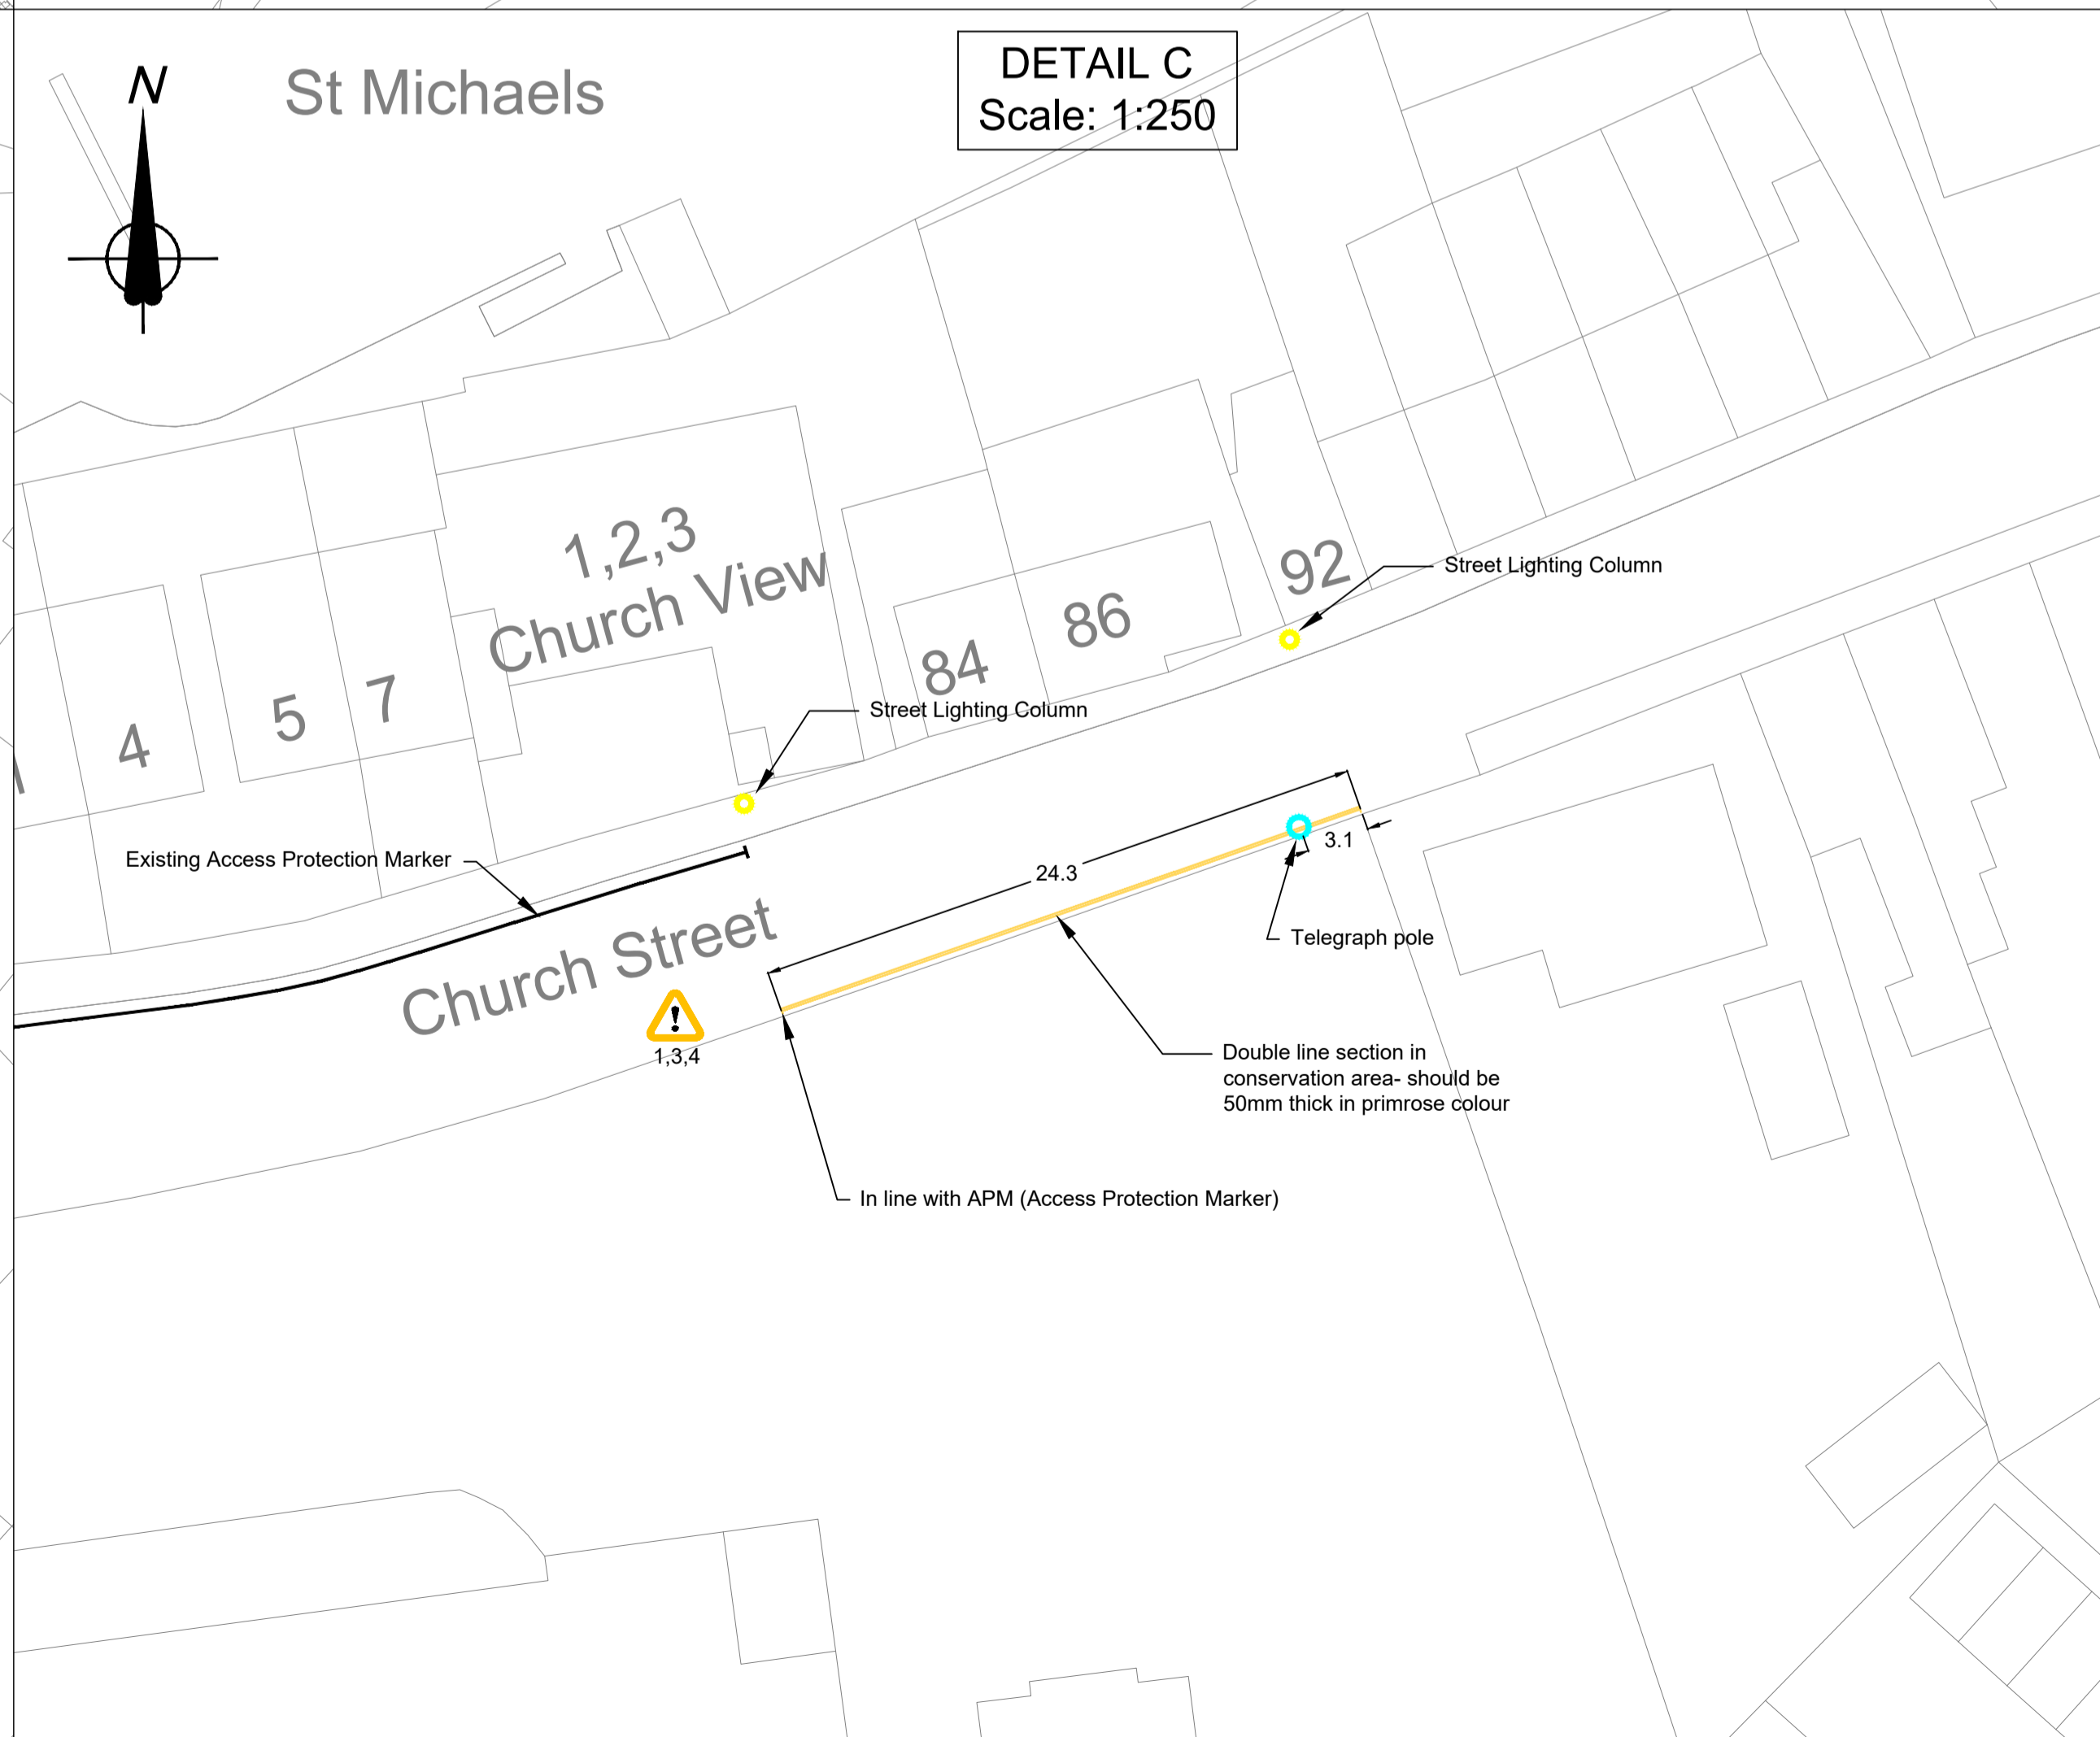 N
St Michaels
DETAIL C
Scale: 1:250
1,2,3
Church View
92
Street Lighting Column
86
84
5
7
4
Street Lighting Column
Existing Access Protection Marker
24.3
3.1
Telegraph pole
Church Street
1,3,4
Double line section in
conservation area- should be
50mm thick in primrose colour
In line with APM (Access Protection Marker)